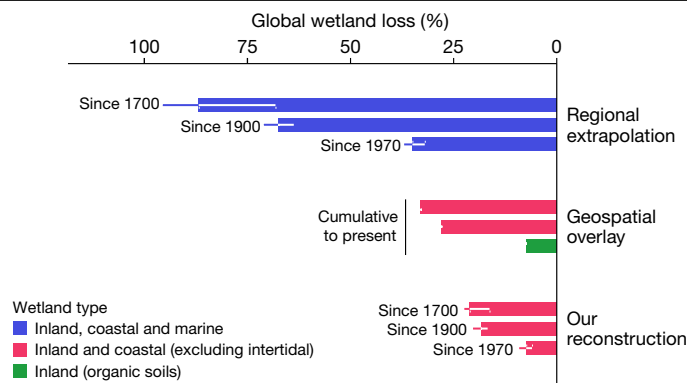 Global wetland loss (%)
100 75 50 25 0
Since 1700
Since 1900
Since 1970
Regional
extrapolation
Cumulative
to present
Geospatial
overlay
Since 1700
Since 1900
Since 1970
Our
reconstruction
Wetland type
Inland, coastal and marine
Inland and coastal (excluding intertidal)
Inland (organic soils)